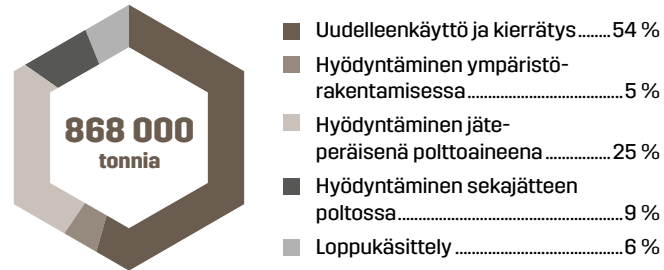 868 000
tonnia
Uudelleenkäyttö ja kierrätys........54 %
Hyödyntäminen ympäristö-
rakentamisessa................................5 %
Hyödyntäminen jäte-
peräisenä polttoaineena.............25 %
Hyödyntäminen sekajätteen
poltossa..............................................9 %
Loppukäsittely..................................6 %